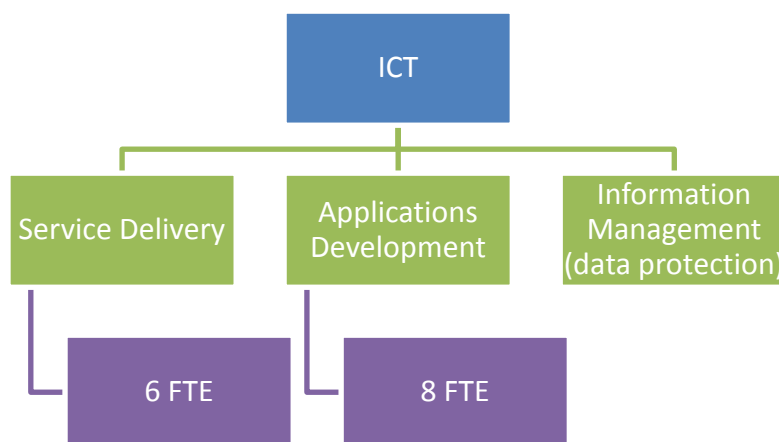 ICT
Service Delivery
Applications
Development
Information
Management
(data protection)
6 FTE
8 FTE